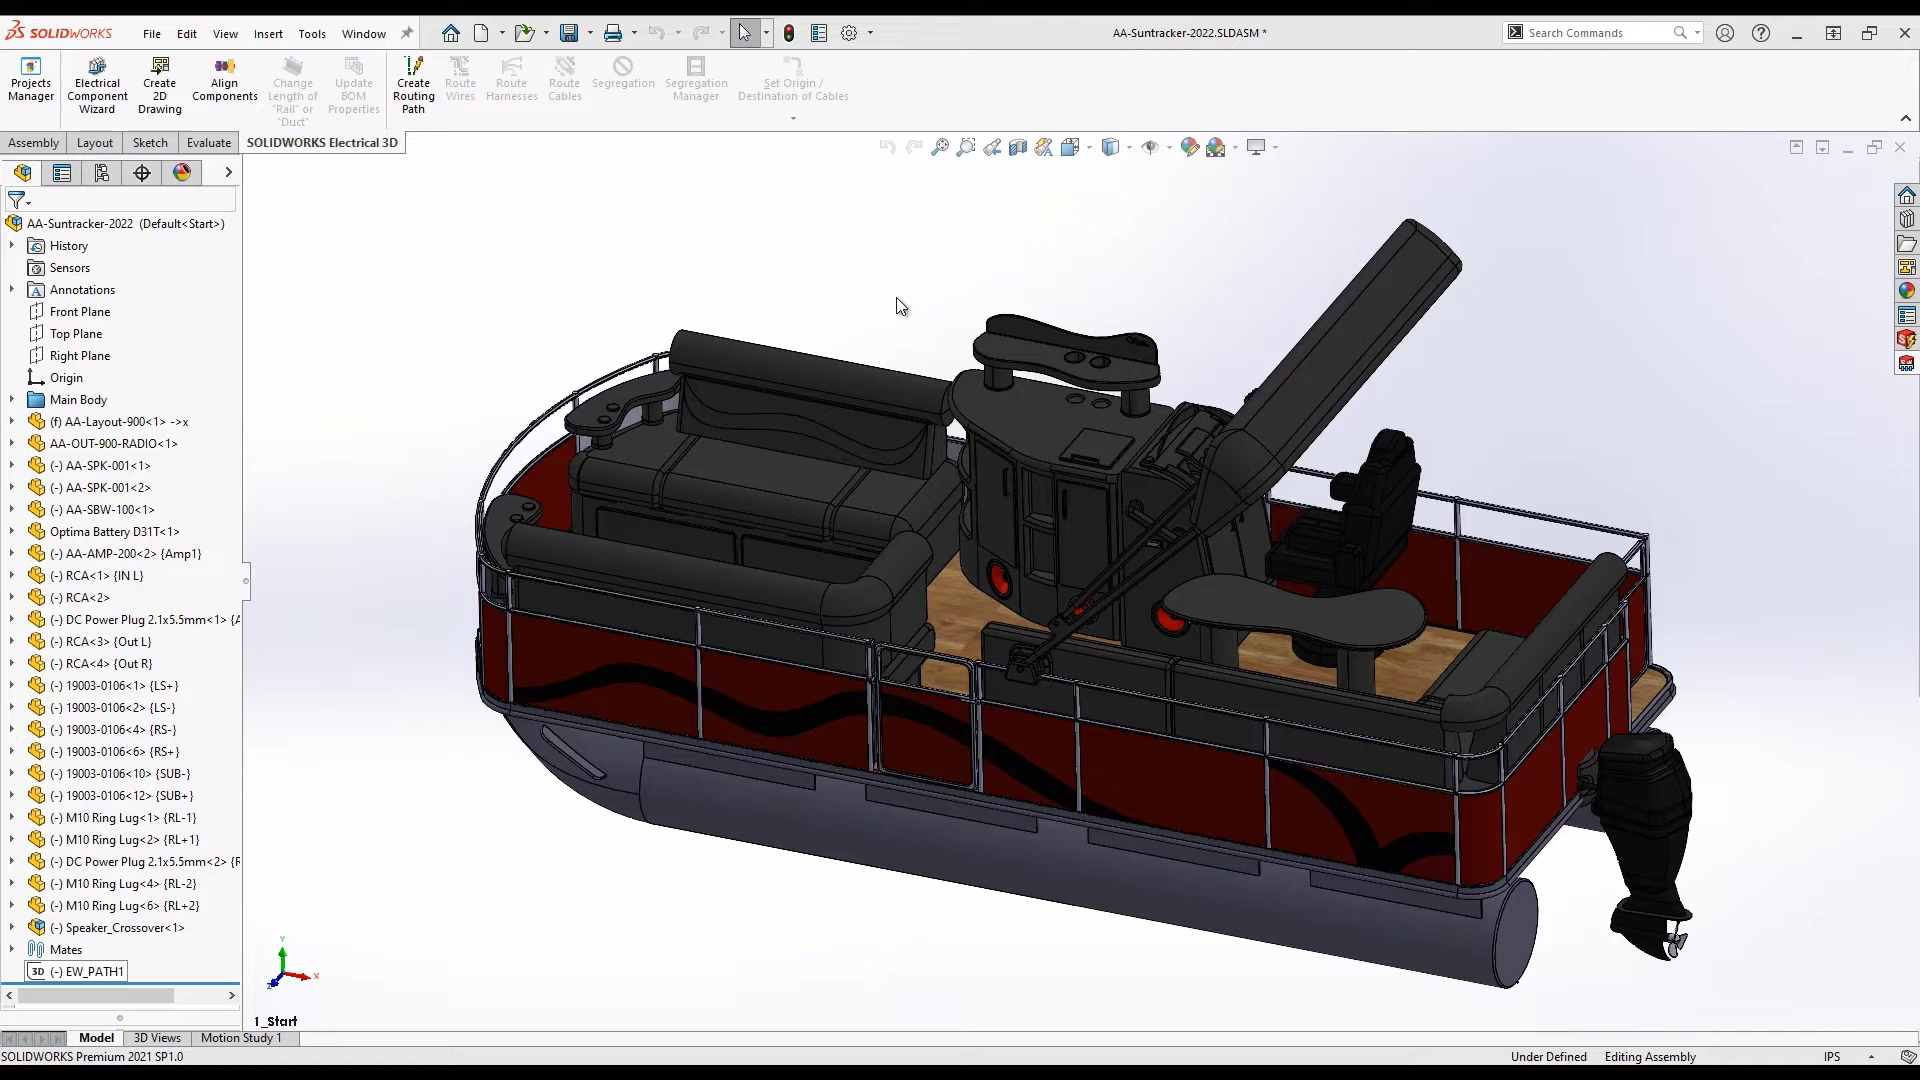 SOLIDWORKS File Edit View Insert Tools Window AA-Suntracker-2022.SLDASM * Search Commands
Projects Manager
Electrical Component Wizard
Create 2D Drawing
Align Components
Change Length of "Rail" or "Duct"
Update BOM Properties
Create Routing Path
Route Wires
Route Harnesses
Route Cables
Segregation
Segregation Manager
Set Origin / Destination of Cables
Assembly Layout Sketch Evaluate SOLIDWORKS Electrical 3D
AA-Suntracker-2022 (Default<Start>)
History
Sensors
Annotations
Front Plane
Top Plane
Right Plane
Origin
Main Body
(f) AA-Layout-900<1> ->x
AA-OUT-900-RADIO<1>
(-) AA-SPK-001<1>
(-) AA-SPK-001<2>
(-) AA-SBW-100<1>
Optima Battery D31T<1>
(-) AA-AMP-200<2> {Amp1}
(-) RCA<1> {IN L}
(-) RCA<2>
(-) DC Power Plug 2.1x5.5mm<1> {A
(-) RCA<3> {Out L}
(-) RCA<4> {Out R}
(-) 19003-0106<1> {LS+}
(-) 19003-0106<2> {LS-}
(-) 19003-0106<4> {RS-}
(-) 19003-0106<6> {RS+}
(-) 19003-0106<10> {SUB-}
(-) 19003-0106<12> {SUB+}
(-) M10 Ring Lug<1> {RL-1}
(-) M10 Ring Lug<2> {RL+1}
(-) DC Power Plug 2.1x5.5mm<2> {R
(-) M10 Ring Lug<4> {RL-2}
(-) M10 Ring Lug<6> {RL+2}
(-) Speaker_Crossover<1>
Mates
3D (-) EW_PATH1
Y
X
Z
1_Start
Model 3D Views Motion Study 1
SOLIDWORKS Premium 2021 SP1.0 Under Defined Editing Assembly IPS